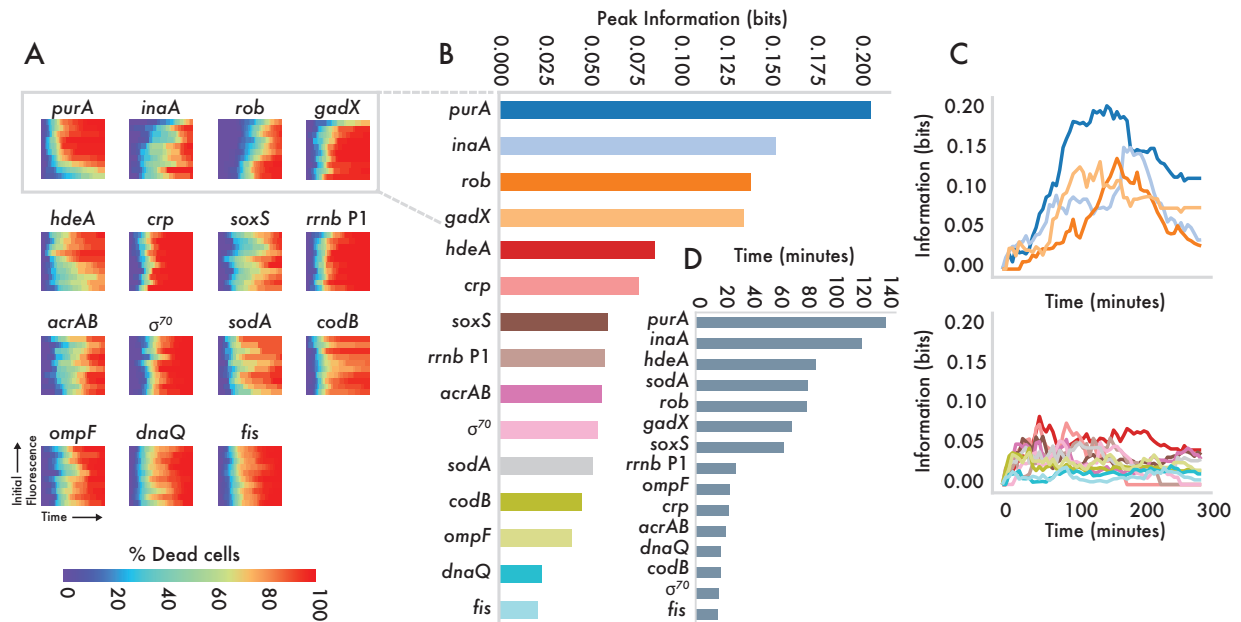 A
purA inaA rob gadX
hdeA crp soxS rrnb P1
acrAB σ⁷⁰ sodA codB
ompF dnaQ fis
Initial
Fluorescence
Time
% Dead cells
0 20 40 60 80 100
B
Peak Information (bits)
0.000 0.025 0.050 0.075 0.100 0.125 0.150 0.175 0.200
purA
inaA
rob
gadX
hdeA
crp
soxS
rrnb P1
acrAB
σ⁷⁰
sodA
codB
ompF
dnaQ
fis
D
Time (minutes)
0 20 40 60 80 100 120 140
purA
inaA
hdeA
sodA
rob
gadX
soxS
rrnb P1
ompF
crp
acrAB
dnaQ
codB
σ⁷⁰
fis
C
Information (bits)
0.20
0.15
0.10
0.05
0.00
Time (minutes)
Information (bits)
0.20
0.15
0.10
0.05
0.00
0 100 200 300
Time (minutes)